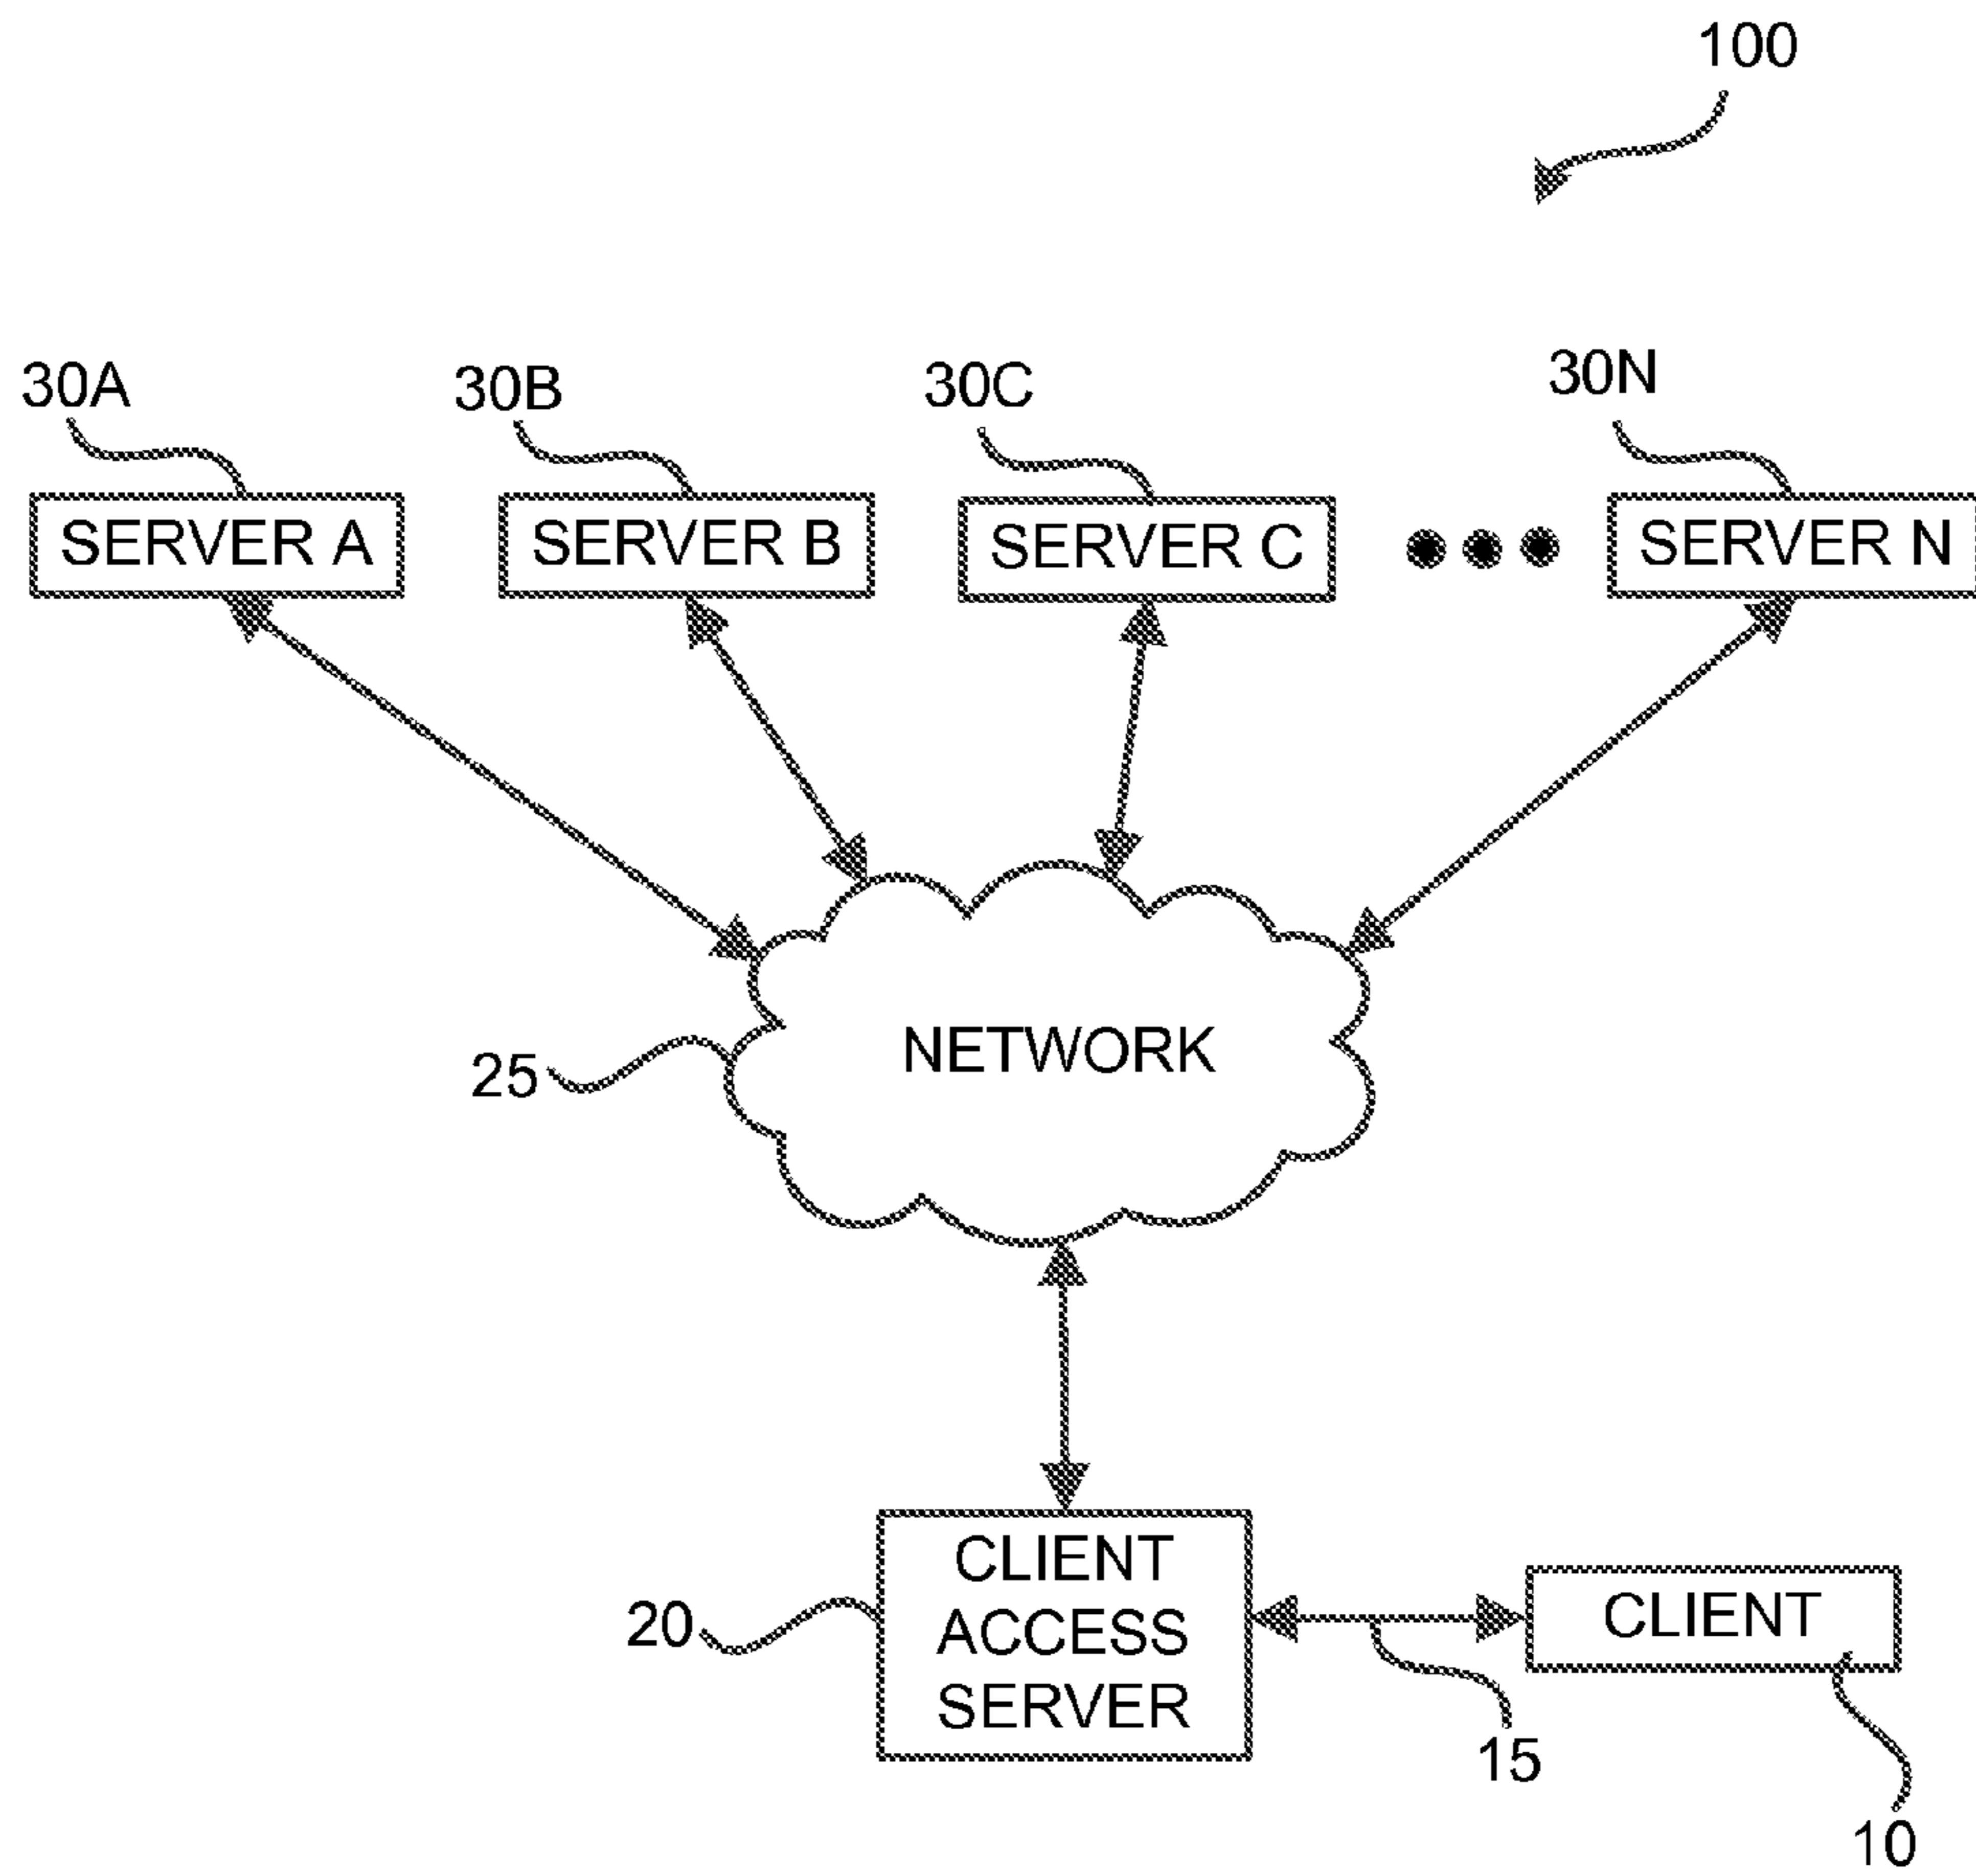 100
30A
30B
30C
30N
SERVER A
SERVER B
SERVER C
SERVER N
NETWORK
25
CLIENT
ACCESS
SERVER
20
CLIENT
15
10